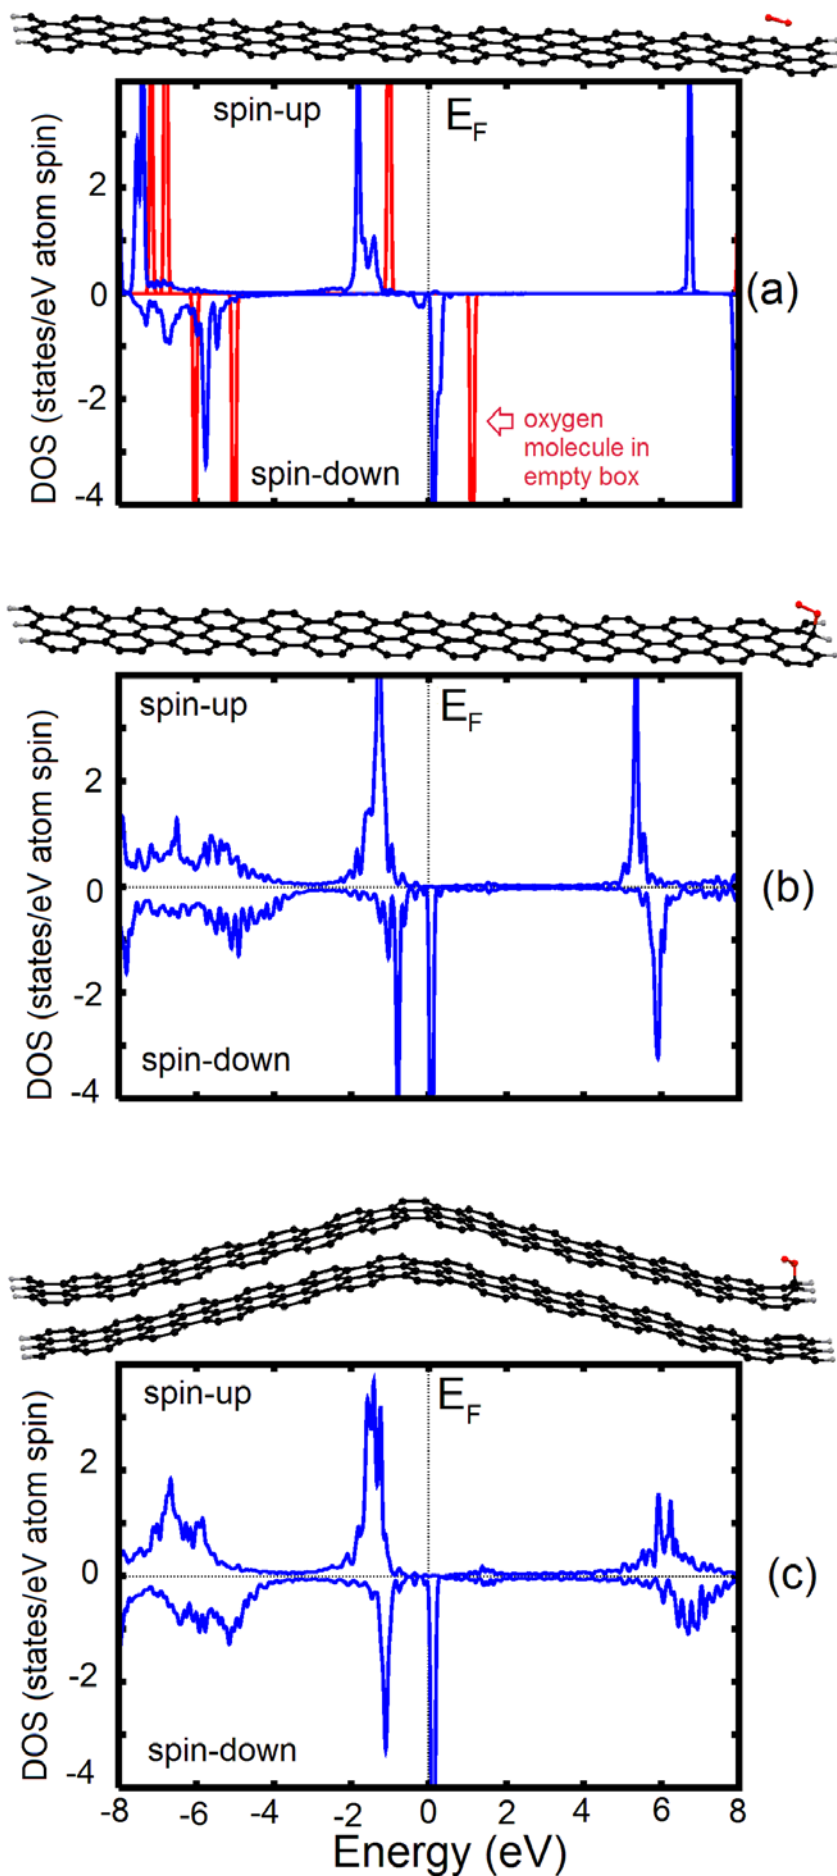 spin-up
E_F
DOS (states/eV atom spin)
2
0
-2
-4
(a)
oxygen
molecule in
empty box
spin-down
spin-up
E_F
DOS (states/eV atom spin)
2
0
-2
-4
(b)
spin-down
spin-up
E_F
DOS (states/eV atom spin)
2
0
-2
-4
(c)
spin-down
-8 -6 -4 -2 0 2 4 6 8
Energy (eV)